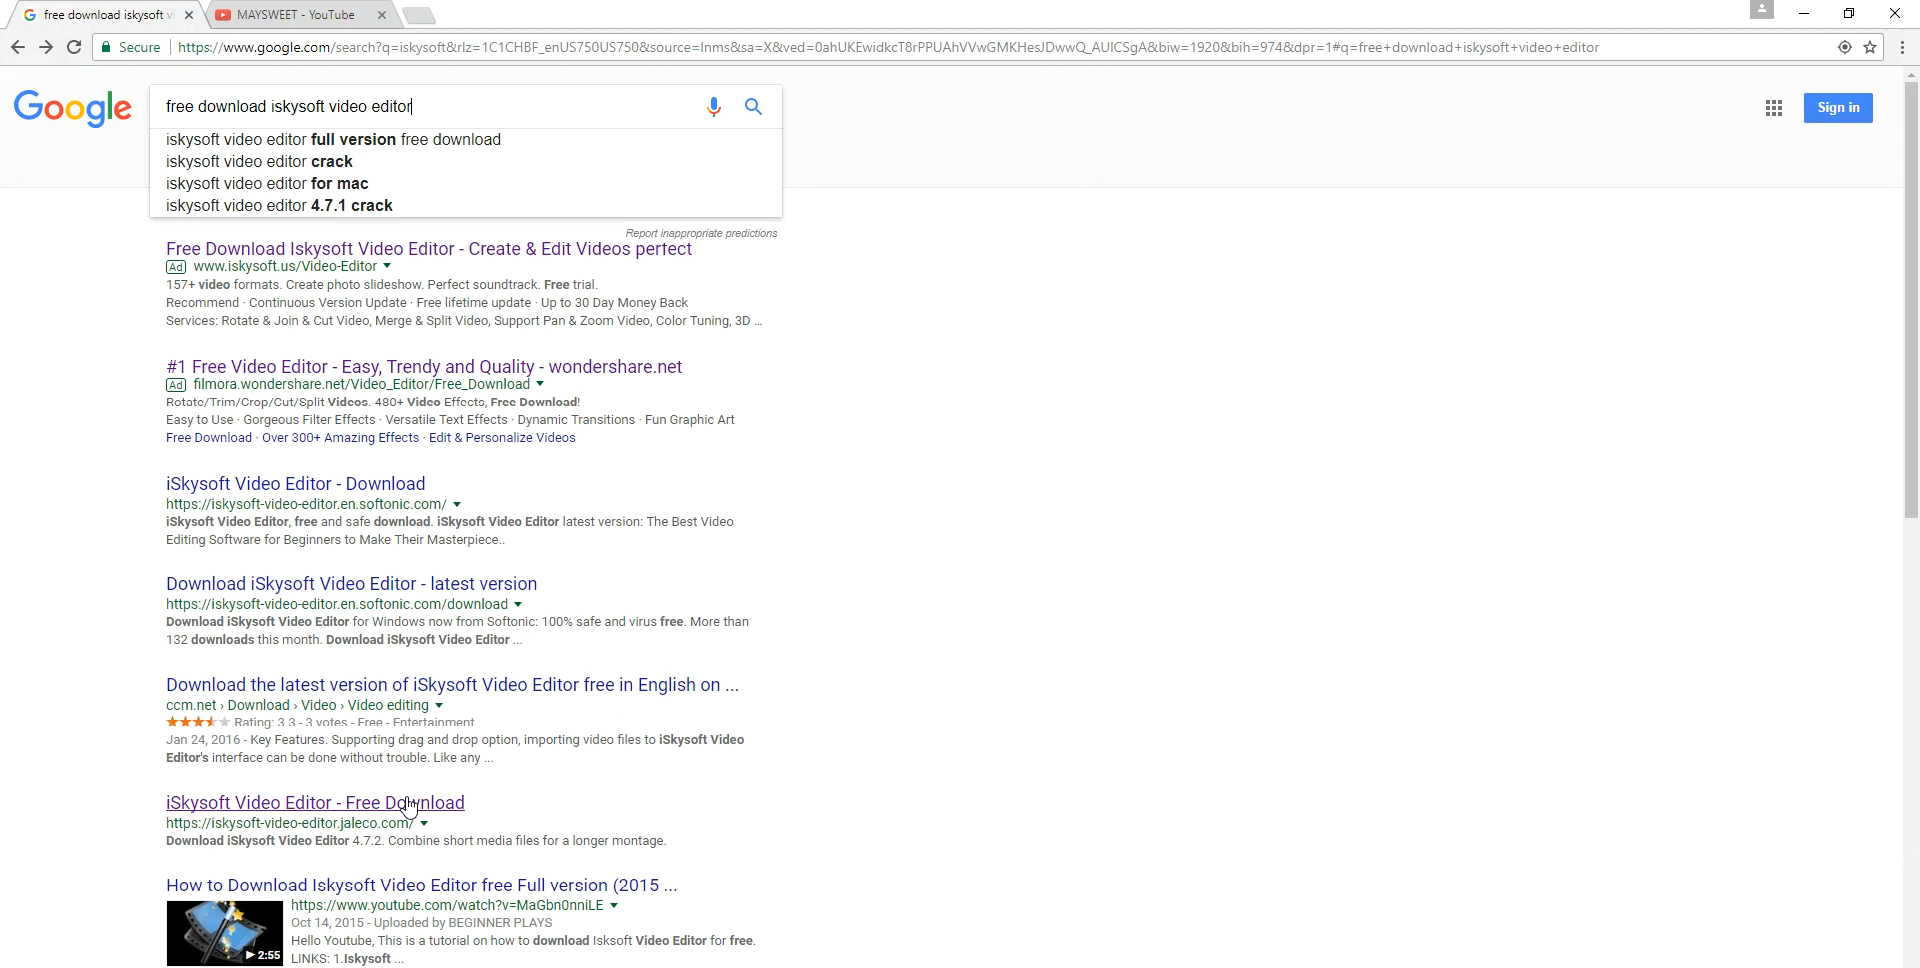 free download iskysoft vi
MAYSWEET - YouTube
Secure
https://www.google.com/search?q=iskysoft&rlz=1C1CHBF_enUS750US750&source=lnms&sa=X&ved=0ahUKEwidkcT8rPPUAhVVwGMKHesJDwwQ_AUICSgA&biw=1920&bih=974&dpr=1#q=free+download+iskysoft+video+editor
Google
free download iskysoft video editor
Sign in
iskysoft video editor full version free download
iskysoft video editor crack
iskysoft video editor for mac
iskysoft video editor 4.7.1 crack
Report inappropriate predictions
Free Download Iskysoft Video Editor - Create & Edit Videos perfect
Ad www.iskysoft.us/Video-Editor
157+ video formats. Create photo slideshow. Perfect soundtrack. Free trial.
Recommend · Continuous Version Update · Free lifetime update · Up to 30 Day Money Back
Services: Rotate & Join & Cut Video, Merge & Split Video, Support Pan & Zoom Video, Color Tuning, 3D ...
#1 Free Video Editor - Easy, Trendy and Quality - wondershare.net
Ad filmora.wondershare.net/Video_Editor/Free_Download
Rotate/Trim/Crop/Cut/Split Videos. 480+ Video Effects, Free Download!
Easy to Use · Gorgeous Filter Effects · Versatile Text Effects · Dynamic Transitions · Fun Graphic Art
Free Download · Over 300+ Amazing Effects · Edit & Personalize Videos
iSkysoft Video Editor - Download
https://iskysoft-video-editor.en.softonic.com/
iSkysoft Video Editor, free and safe download. iSkysoft Video Editor latest version: The Best Video
Editing Software for Beginners to Make Their Masterpiece..
Download iSkysoft Video Editor - latest version
https://iskysoft-video-editor.en.softonic.com/download
Download iSkysoft Video Editor for Windows now from Softonic: 100% safe and virus free. More than
132 downloads this month. Download iSkysoft Video Editor ...
Download the latest version of iSkysoft Video Editor free in English on ...
ccm.net › Download › Video › Video editing
Rating: 3.3 - 3 votes - Free - Entertainment
Jan 24, 2016 - Key Features. Supporting drag and drop option, importing video files to iSkysoft Video
Editor's interface can be done without trouble. Like any ...
iSkysoft Video Editor - Free Download
https://iskysoft-video-editor.jaleco.com/
Download iSkysoft Video Editor 4.7.2. Combine short media files for a longer montage.
How to Download Iskysoft Video Editor free Full version (2015 ...
https://www.youtube.com/watch?v=MaGbn0nniLE
Oct 14, 2015 - Uploaded by BEGINNER PLAYS
Hello Youtube, This is a tutorial on how to download Isksoft Video Editor for free.
2:55
LINKS: 1.Iskysoft ...